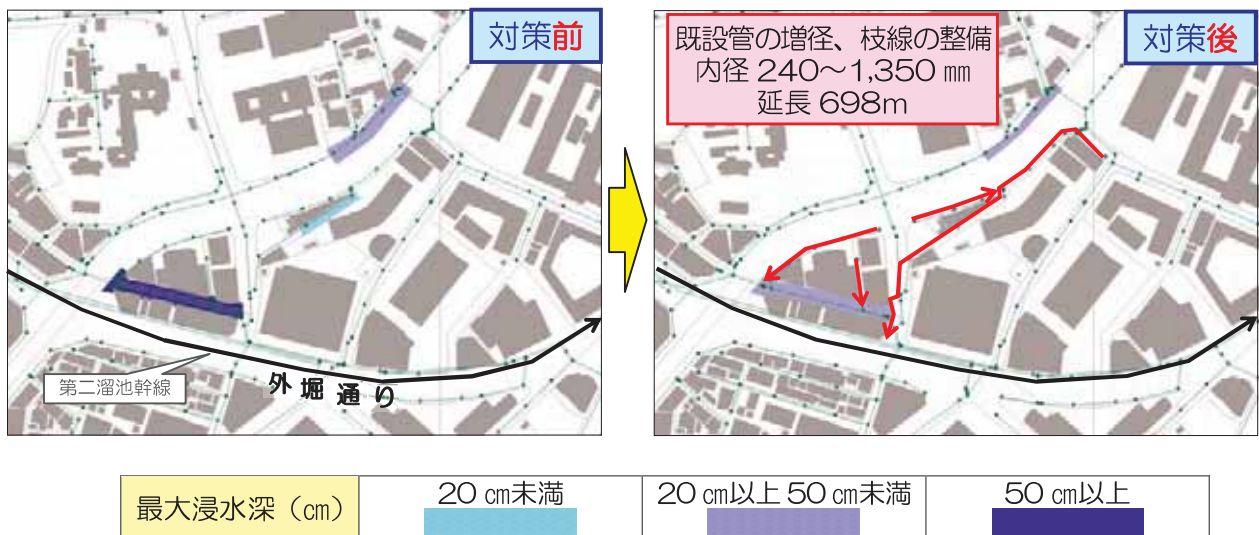 対策前
第二溜池幹線
外堀通り
既設管の増径、枝線の整備
内径 240～1,350 ㎜
延長 698m
対策後
最大浸水深（㎝）
20 ㎝未満
20 ㎝以上 50 ㎝未満
50 ㎝以上